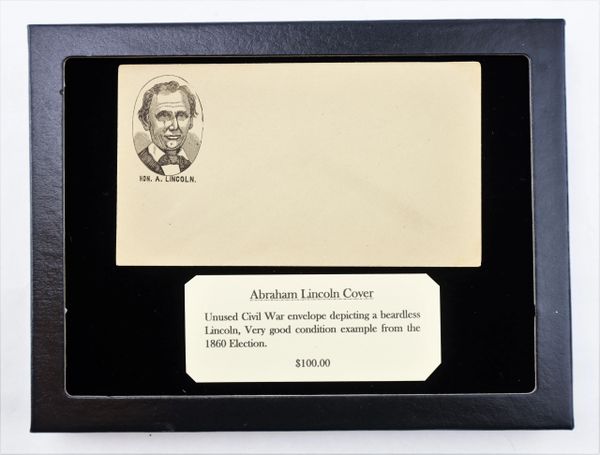 HON. A. LINCOLN.
Abraham Lincoln Cover
Unused Civil War envelope depicting a beardless
Lincoln, Very good condition example from the
1860 Election.
$100.00